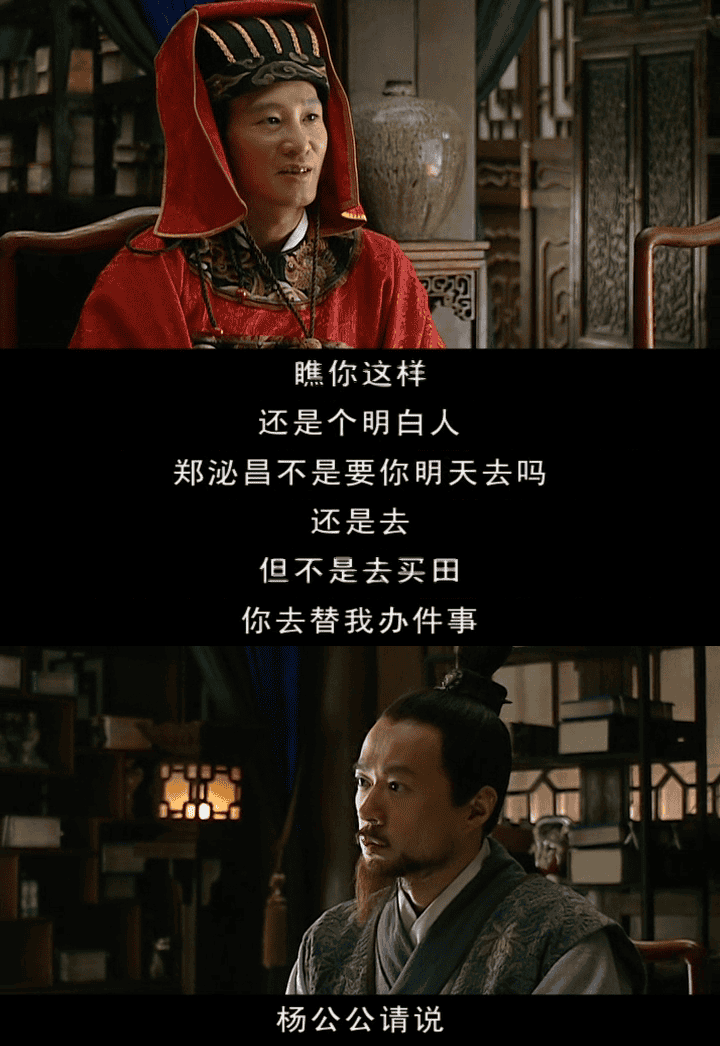 瞧你这样
还是个明白人
郑泌昌不是要你明天去吗
还是去
但不是去买田
你去替我办件事
杨公公请说